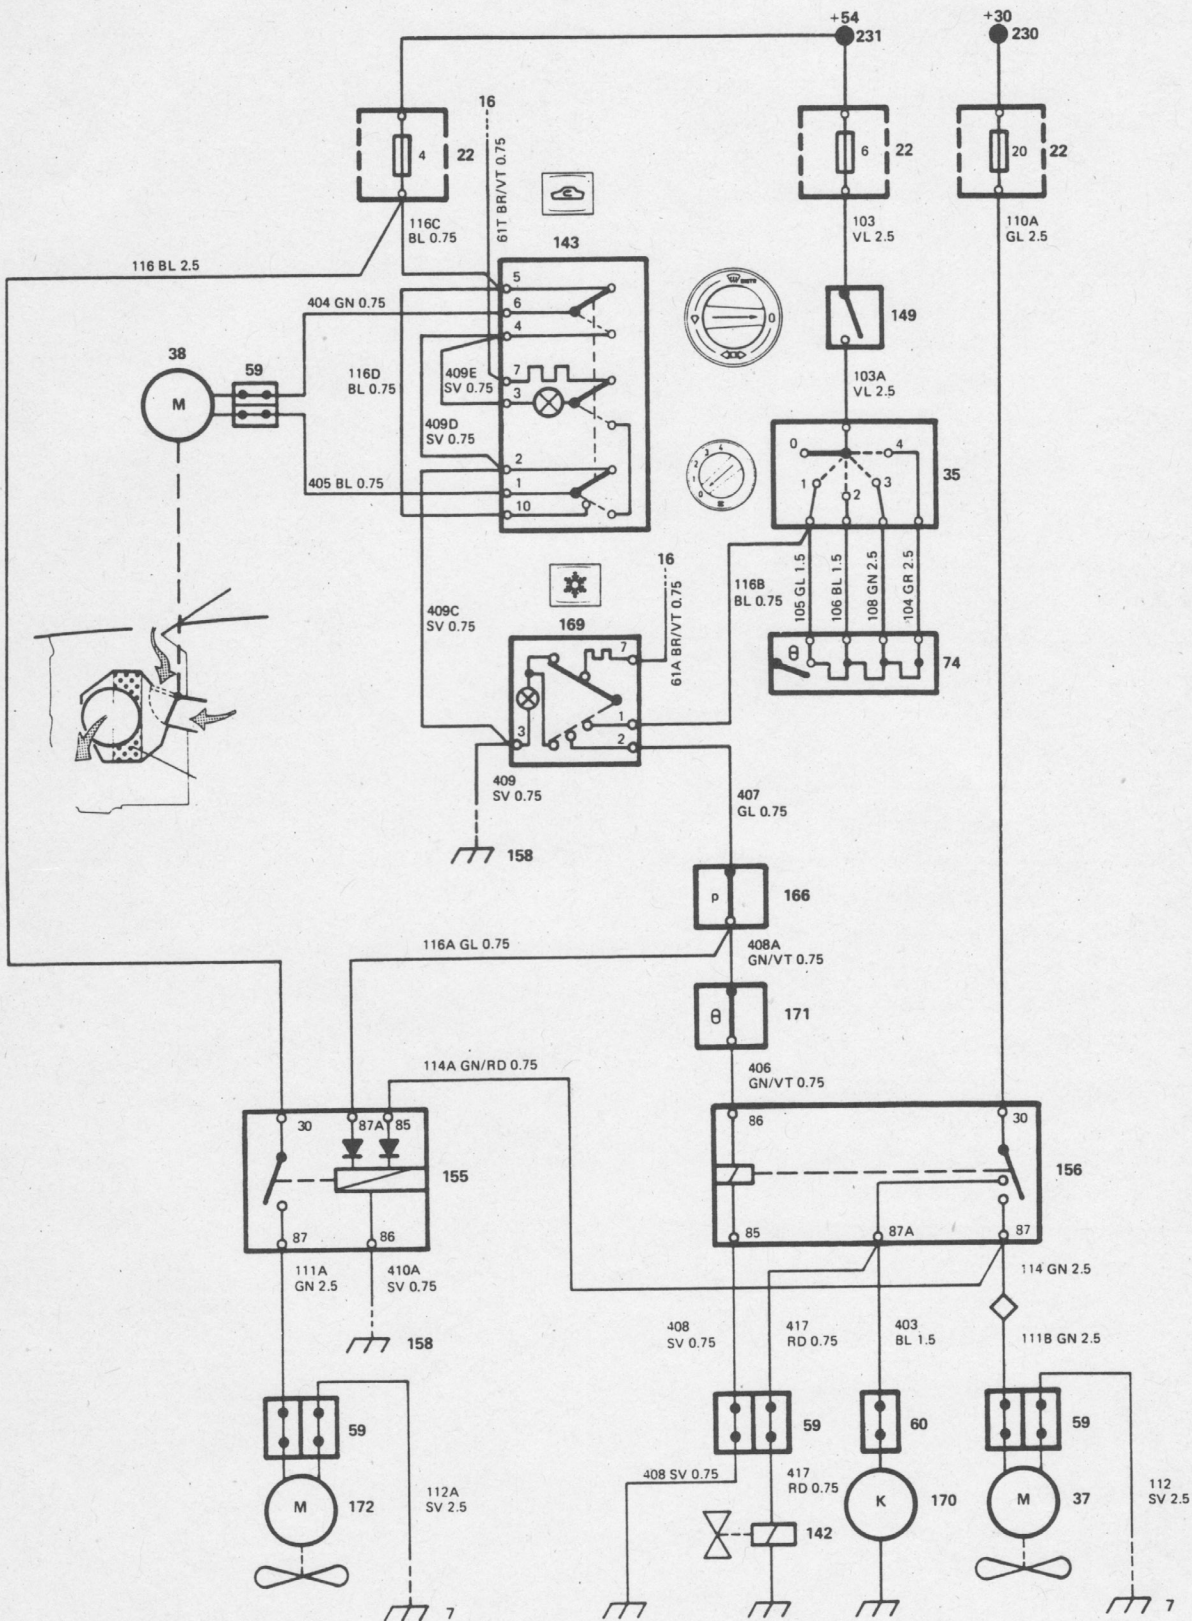 +54
231
+30
230
16
22
4
61T BR/VT 0.75
6
22
20
22
116C
BL 0.75
103
VL 2.5
110A
GL 2.5
143
116 BL 2.5
5
404 GN 0.75
6
4
0
149
38
59
116D
BL 0.75
409E
SV 0.75
7
3
103A
VL 2.5
M
409D
SV 0.75
2
405 BL 0.75
1
10
4
3
2
1
0
0
4
1
2
3
35
16
169
409C
SV 0.75
61A BR/VT 0.75
116B
BL 0.75
105 GL 1.5
106 BL 1.5
108 GN 2.5
104 GR 2.5
7
θ
74
1
3
2
409
SV 0.75
407
GL 0.75
158
p
166
116A GL 0.75
408A
GN/VT 0.75
θ
171
114A GN/RD 0.75
406
GN/VT 0.75
30
87A
85
155
86
30
156
87
86
85
87A
87
111A
GN 2.5
410A
SV 0.75
114 GN 2.5
158
408
SV 0.75
417
RD 0.75
403
BL 1.5
111B GN 2.5
59
59
60
59
408 SV 0.75
417
RD 0.75
M
172
112A
SV 2.5
142
K
170
M
37
112
SV 2.5
7
7